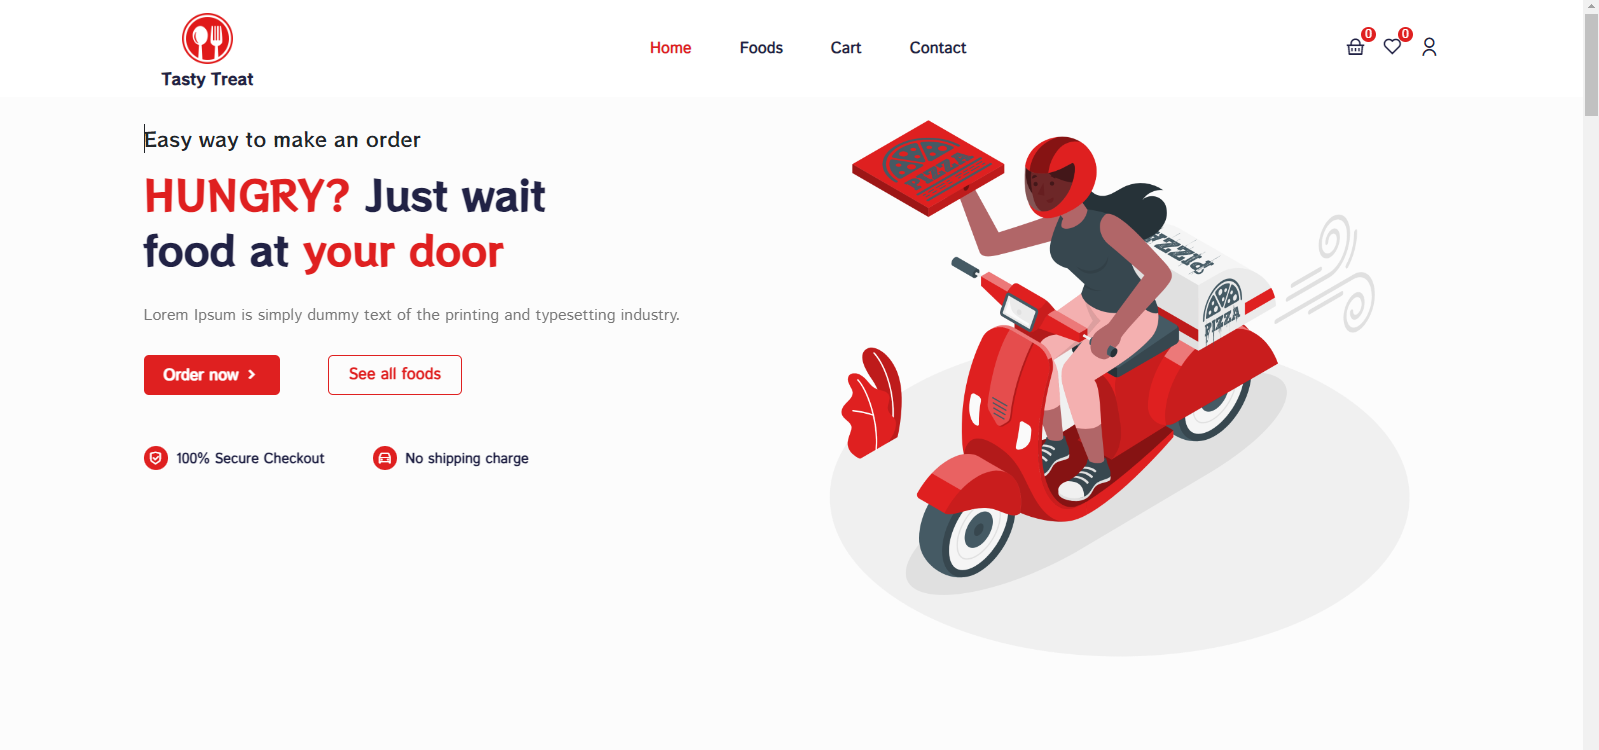 Tasty Treat
Home
Foods
Cart
Contact
0
0
Easy way to make an order
HUNGRY? Just wait
food at your door
Lorem Ipsum is simply dummy text of the printing and typesetting industry.
Order now
See all foods
100% Secure Checkout
No shipping charge
PIZZA
PIZZA
PIZZA